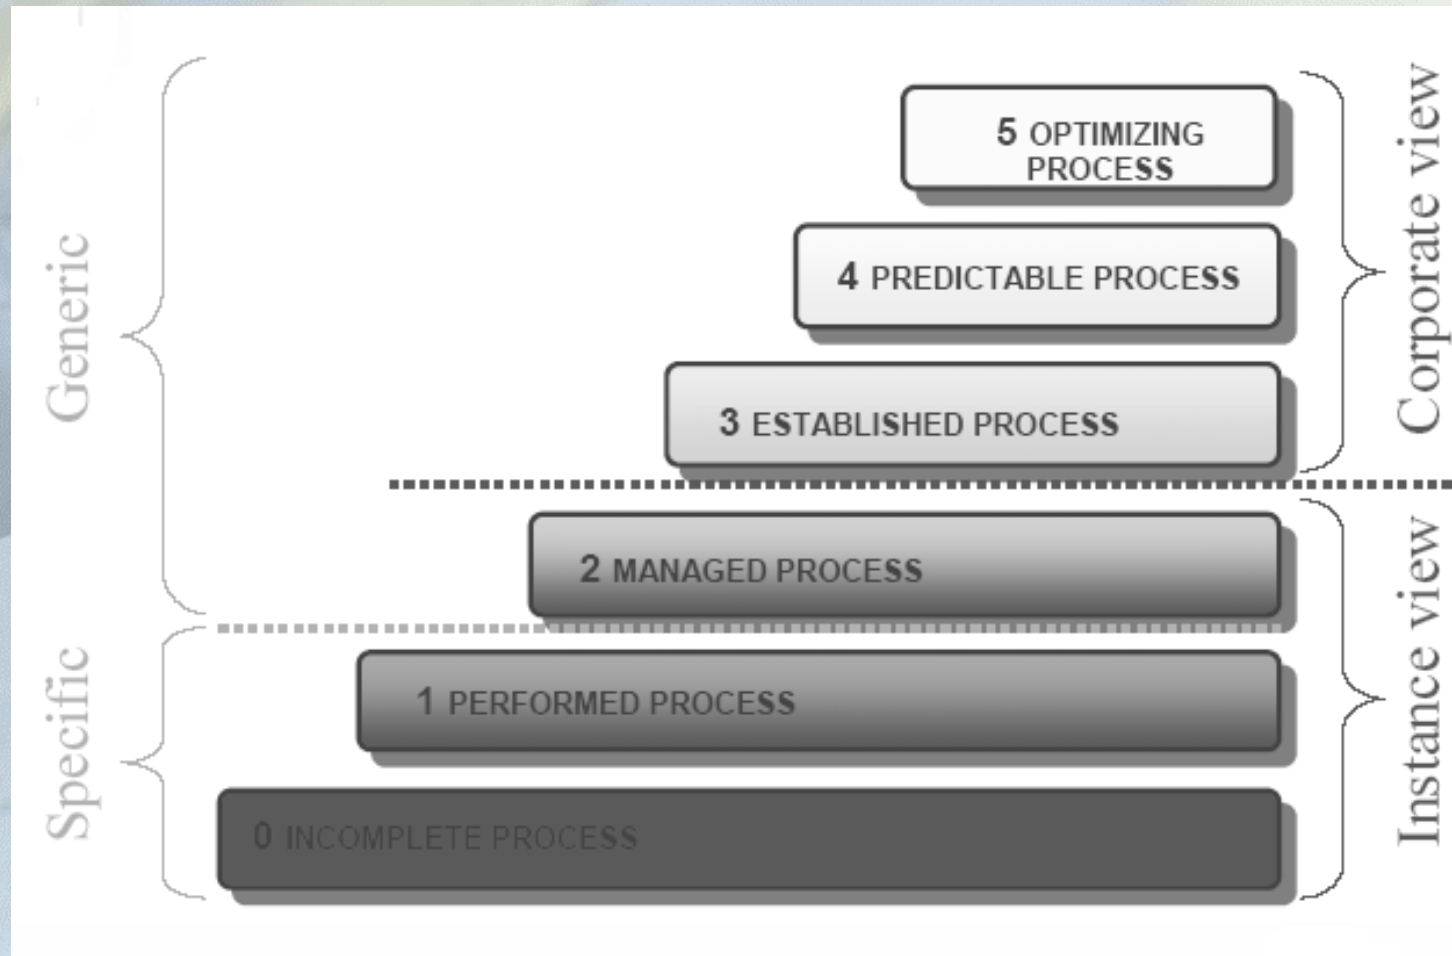 Generic
Specific
5 OPTIMIZING
PROCESS
4 PREDICTABLE PROCESS
3 ESTABLISHED PROCESS
2 MANAGED PROCESS
1 PERFORMED PROCESS
0 INCOMPLETE PROCESS
Corporate view
Instance view